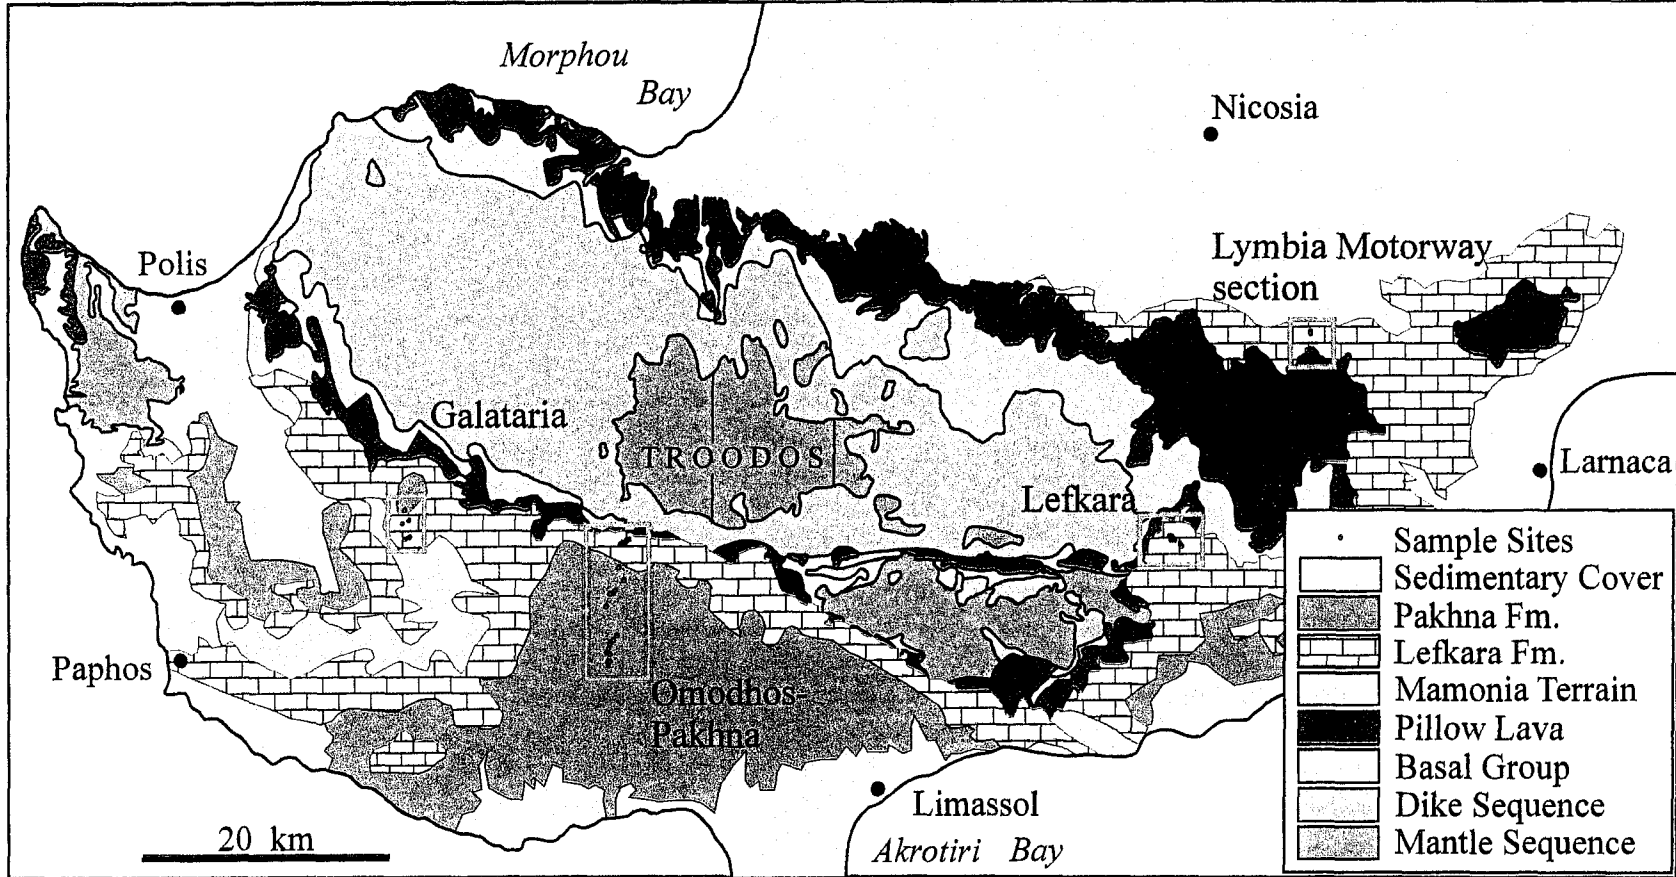 Morphou
Bay
Nicosia
Lymbia Motorway
section
Polis
Galataria
TROODOS
Larnaca
Lefkara
Paphos
Omodhos-
Pakhna
Limassol
Akrotiri Bay
20 km
Sample Sites
Sedimentary Cover
Pakhna Fm.
Lefkara Fm.
Mamonia Terrain
Pillow Lava
Basal Group
Dike Sequence
Mantle Sequence